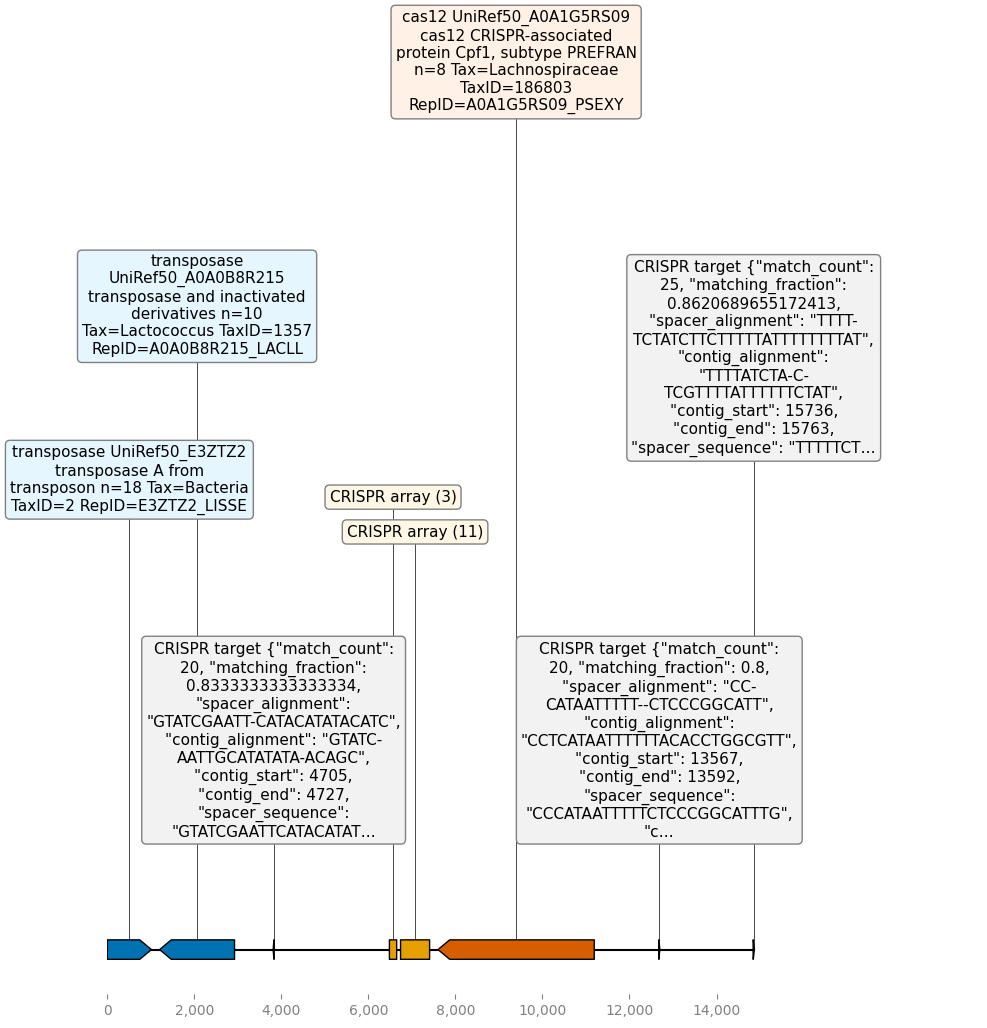 cas12 UniRef50_A0A1G5RS09
cas12 CRISPR-associated
protein Cpf1, subtype PREFRAN
n=8 Tax=Lachnospiraceae
TaxID=186803
RepID=A0A1G5RS09_PSEXY
transposase
UniRef50_A0A0B8R215
transposase and inactivated
derivatives n=10
Tax=Lactococcus TaxID=1357
RepID=A0A0B8R215_LACLL
CRISPR target {"match_count":
25, "matching_fraction":
0.8620689655172413,
"spacer_alignment": "TTTT-
TCTATCTTCTTTTTATTTTTTTTAT",
"contig_alignment":
"TTTTATCTA-C-
TCGTTTTATTTTTTCTAT",
"contig_start": 15736,
"contig_end": 15763,
"spacer_sequence": "TTTTTCT...
transposase UniRef50_E3ZTZ2
transposase A from
transposon n=18 Tax=Bacteria
TaxID=2 RepID=E3ZTZ2_LISSE
CRISPR array (3)
CRISPR array (11)
CRISPR target {"match_count":
20, "matching_fraction":
0.8333333333333334,
"spacer_alignment":
"GTATCGAATT-CATACATATACATC",
"contig_alignment": "GTATC-
AATTGCATATATA-ACAGC",
"contig_start": 4705,
"contig_end": 4727,
"spacer_sequence":
"GTATCGAATTCATACATAT...
CRISPR target {"match_count":
20, "matching_fraction": 0.8,
"spacer_alignment": "CC-
CATAATTTTT--CTCCCGGCATT",
"contig_alignment":
"CCTCATAATTTTTTACACCTGGCGTT",
"contig_start": 13567,
"contig_end": 13592,
"spacer_sequence":
"CCCATAATTTTTCTCCCGGCATTTG",
"c...
0 2,000 4,000 6,000 8,000 10,000 12,000 14,000